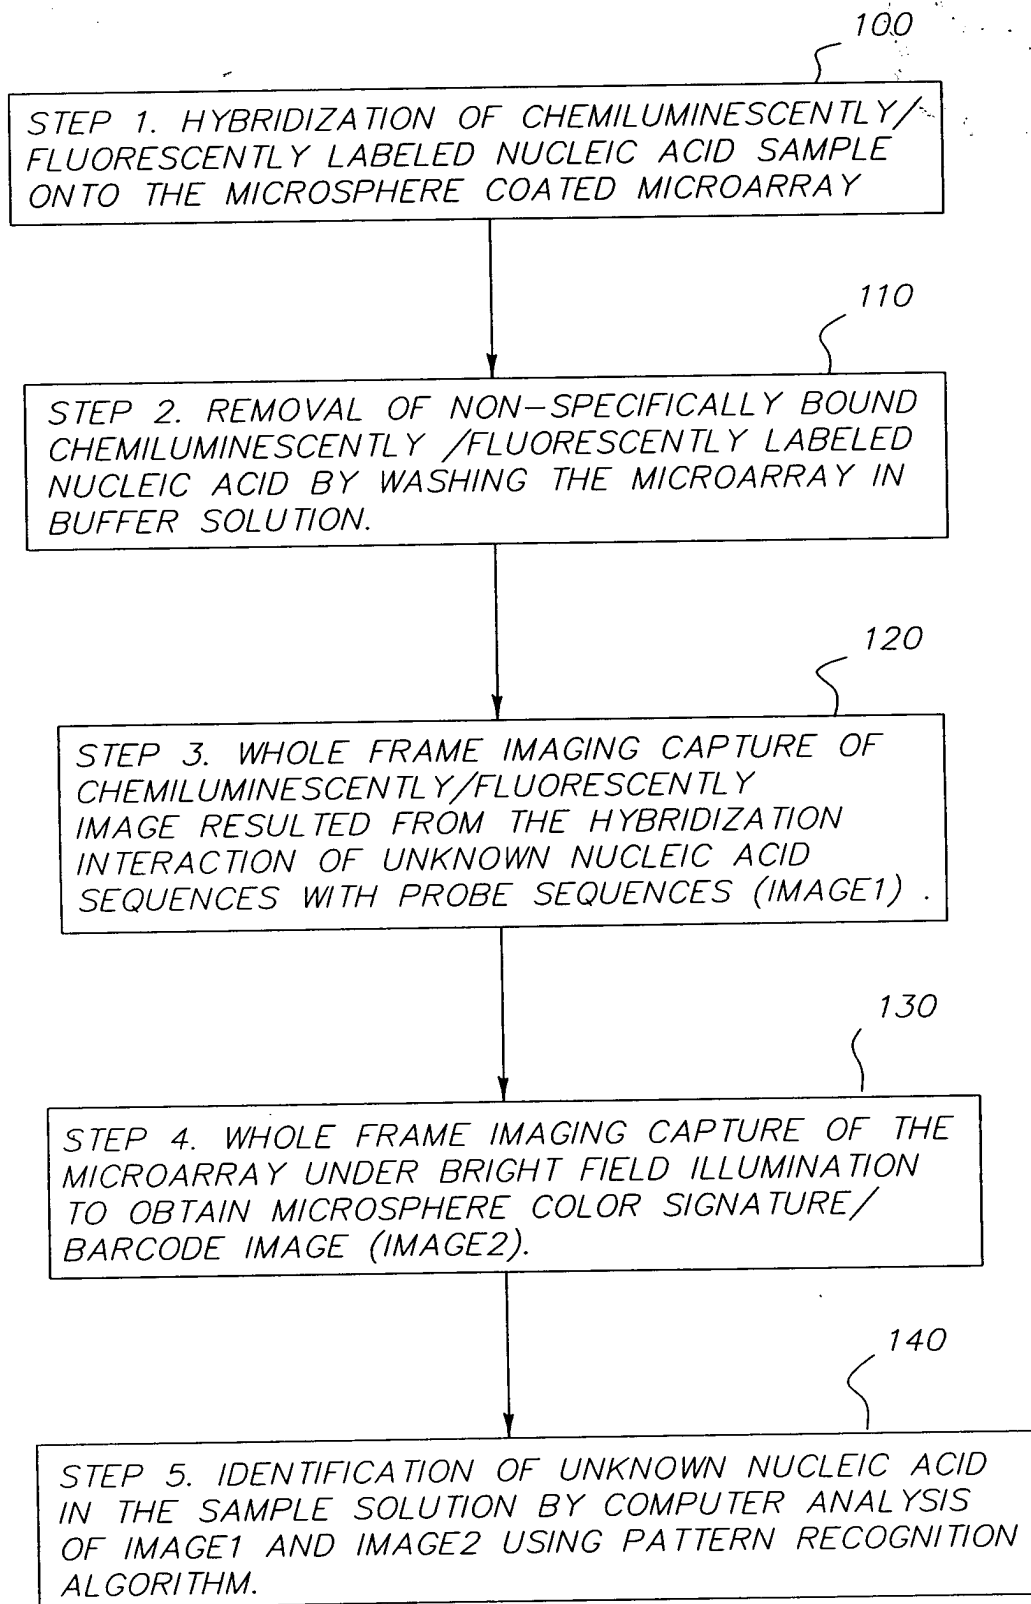 100
STEP 1. HYBRIDIZATION OF CHEMILUMINESCENTLY/
FLUORESCENTLY LABELED NUCLEIC ACID SAMPLE
ONTO THE MICROSPHERE COATED MICROARRAY
110
STEP 2. REMOVAL OF NON-SPECIFICALLY BOUND
CHEMILUMINESCENTLY /FLUORESCENTLY LABELED
NUCLEIC ACID BY WASHING THE MICROARRAY IN
BUFFER SOLUTION.
120
STEP 3. WHOLE FRAME IMAGING CAPTURE OF
CHEMILUMINESCENTLY/FLUORESCENTLY
IMAGE RESULTED FROM THE HYBRIDIZATION
INTERACTION OF UNKNOWN NUCLEIC ACID
SEQUENCES WITH PROBE SEQUENCES (IMAGE1) .
130
STEP 4. WHOLE FRAME IMAGING CAPTURE OF THE
MICROARRAY UNDER BRIGHT FIELD ILLUMINATION
TO OBTAIN MICROSPHERE COLOR SIGNATURE/
BARCODE IMAGE (IMAGE2).
140
STEP 5. IDENTIFICATION OF UNKNOWN NUCLEIC ACID
IN THE SAMPLE SOLUTION BY COMPUTER ANALYSIS
OF IMAGE1 AND IMAGE2 USING PATTERN RECOGNITION
ALGORITHM.